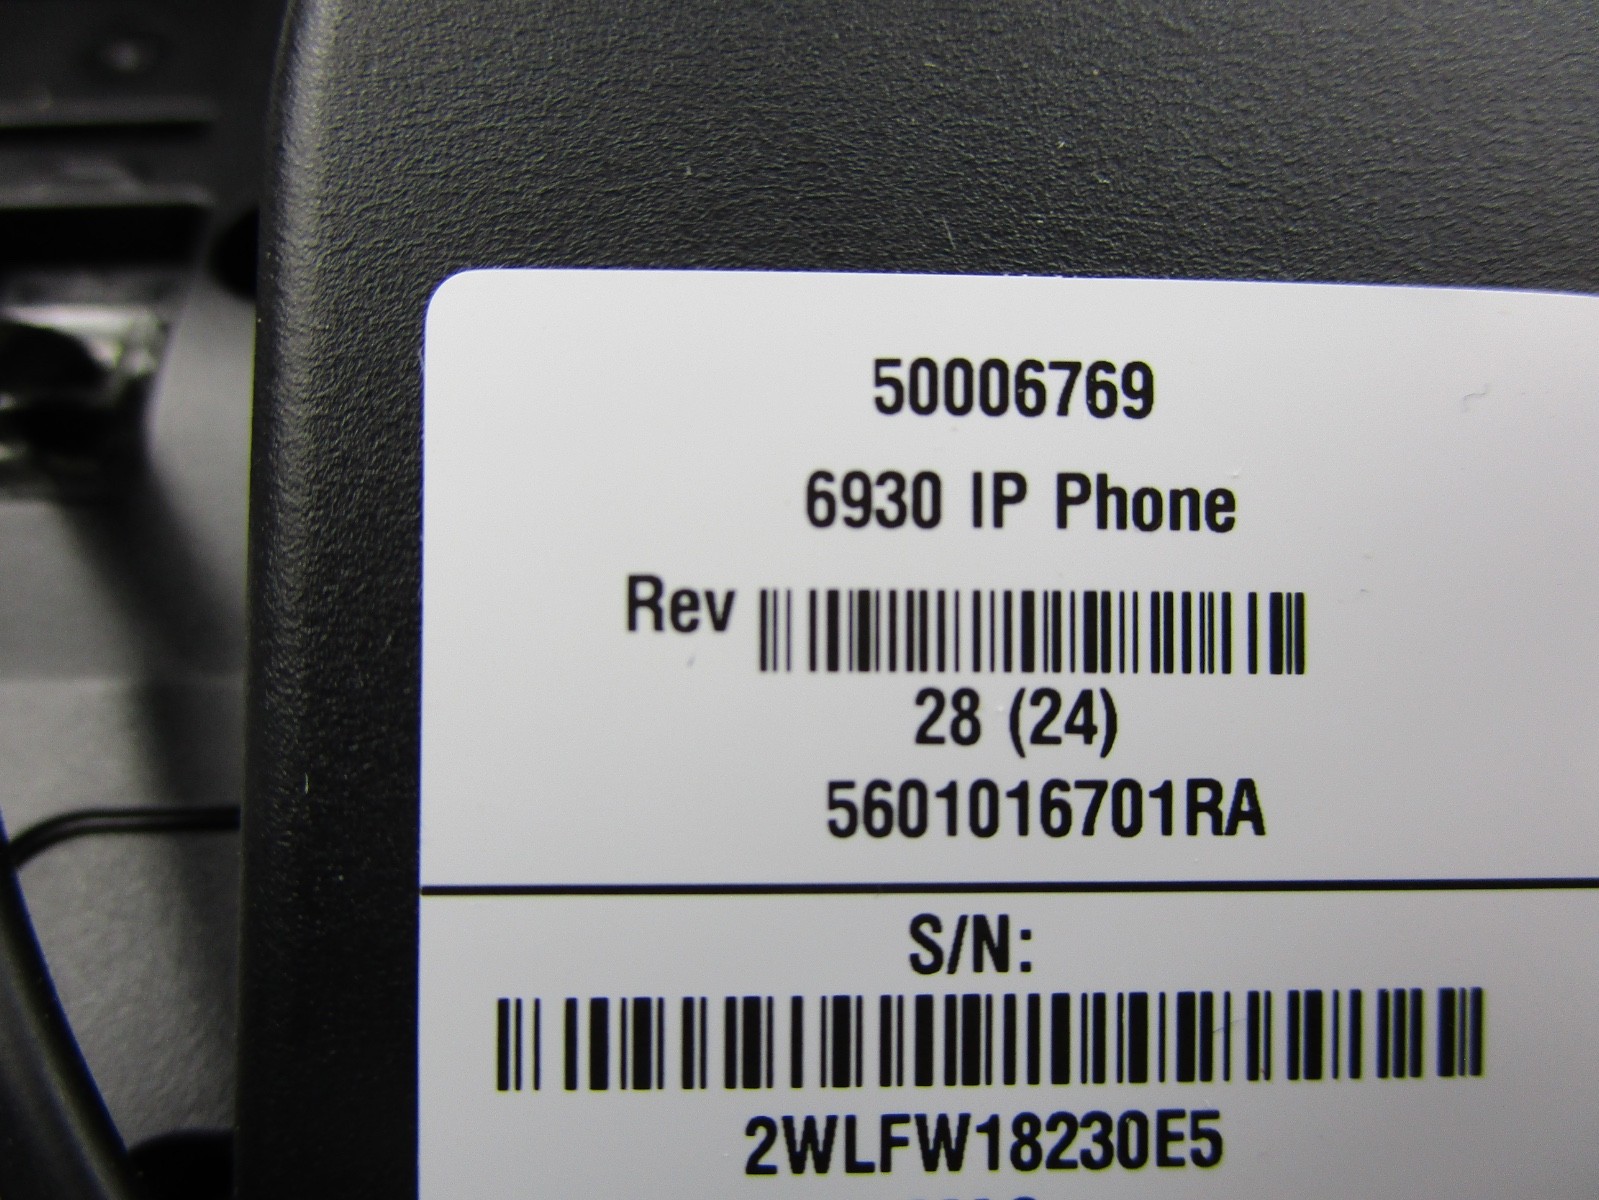 50006769
6930 IP Phone
Rev
28 (24)
5601016701RA
S/N:
2WLFW18230E5